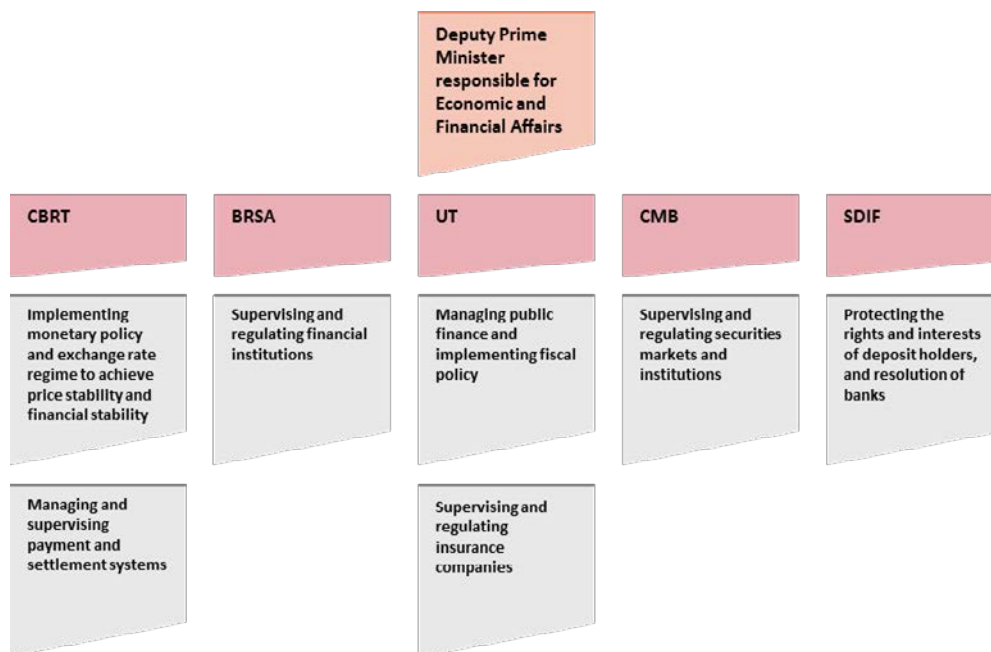 Deputy Prime
Minister
responsible for
Economic and
Financial Affairs
CBRT
BRSA
UT
CMB
SDIF
Implementing
monetary policy
and exchange rate
regime to achieve
price stability and
financial stability
Supervising and
regulating financial
institutions
Managing public
finance and
implementing fiscal
policy
Supervising and
regulating securities
markets and
institutions
Protecting the
rights and interests
of deposit holders,
and resolution of
banks
Managing and
supervising
payment and
settlement systems
Supervising and
regulating
insurance
companies